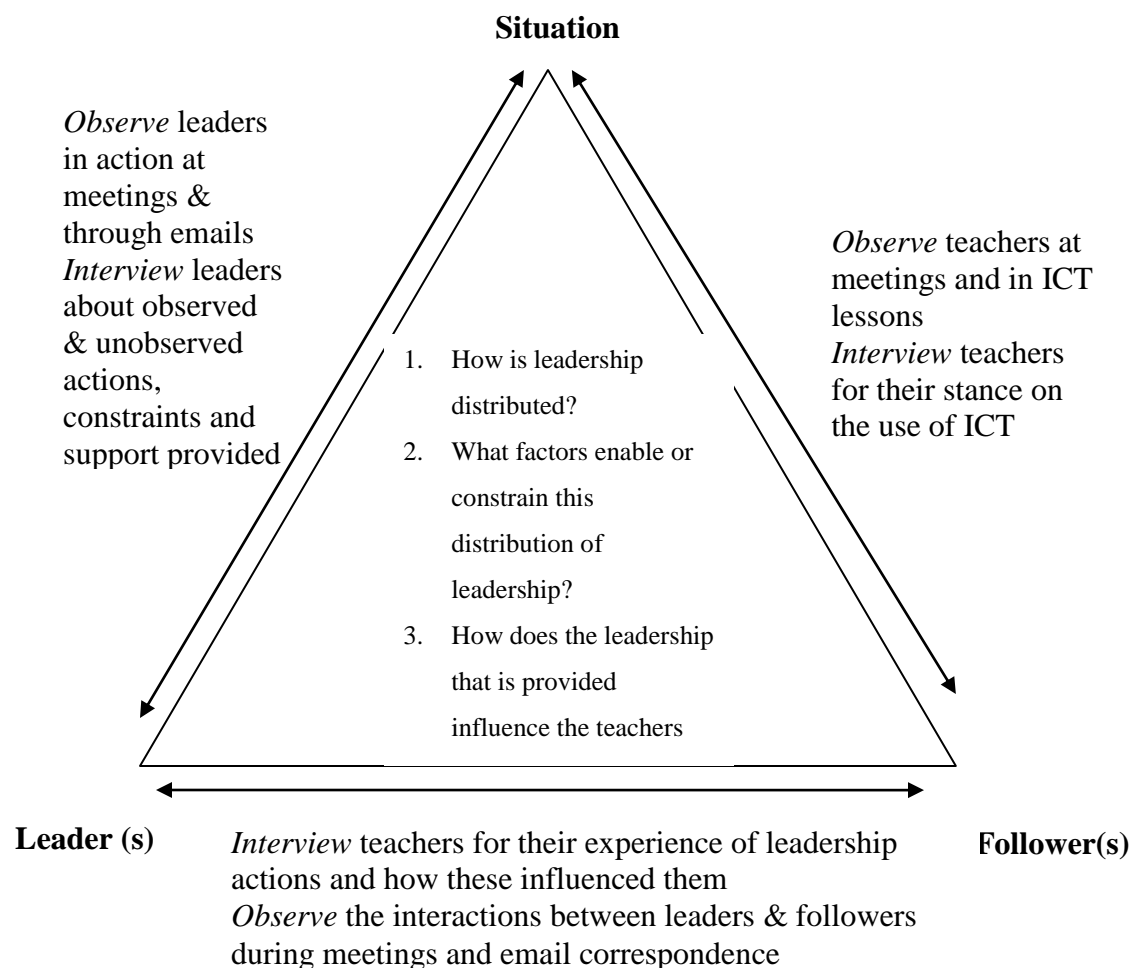 Situation
Observe leaders
in action at
meetings &
through emails
Interview leaders
about observed
& unobserved
actions,
constraints and
support provided
Observe teachers at
meetings and in ICT
lessons
Interview teachers
for their stance on
the use of ICT
1. How is leadership
distributed?
2. What factors enable or
constrain this
distribution of
leadership?
3. How does the leadership
that is provided
influence the teachers
Leader (s)
Follower(s)
Interview teachers for their experience of leadership
actions and how these influenced them
Observe the interactions between leaders & followers
during meetings and email correspondence